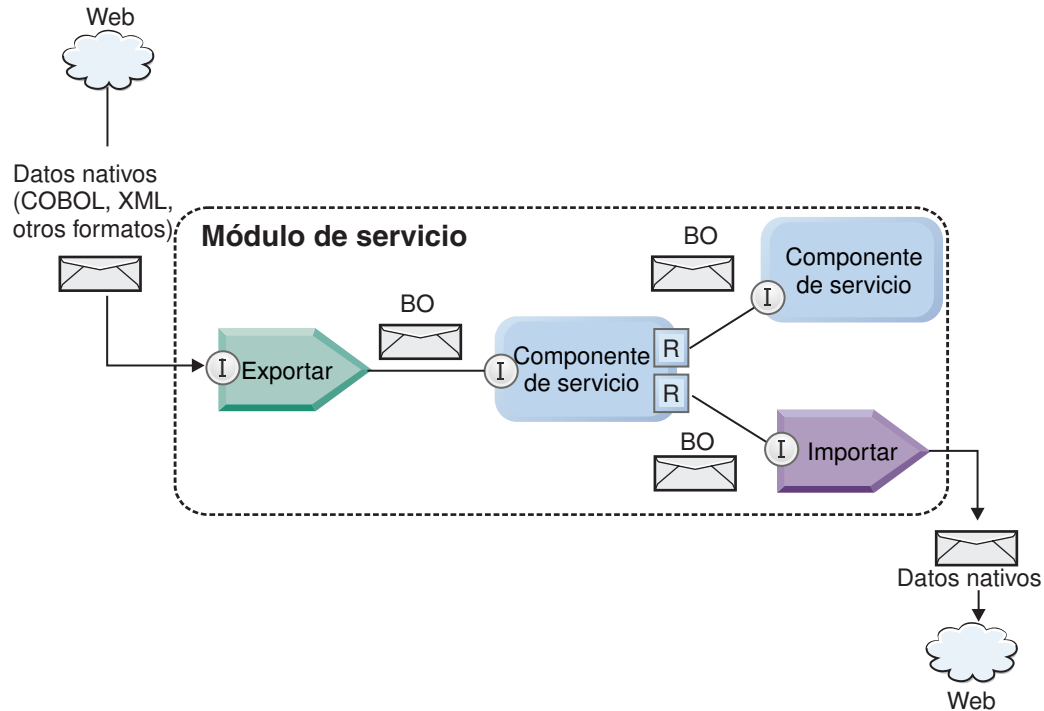 Web
Datos nativos
(COBOL, XML,
otros formatos)
Módulo de servicio
BO
Componente
de servicio
I
BO
I
Exportar
I
Componente
de servicio
R
R
BO
I
Importar
Datos nativos
Web